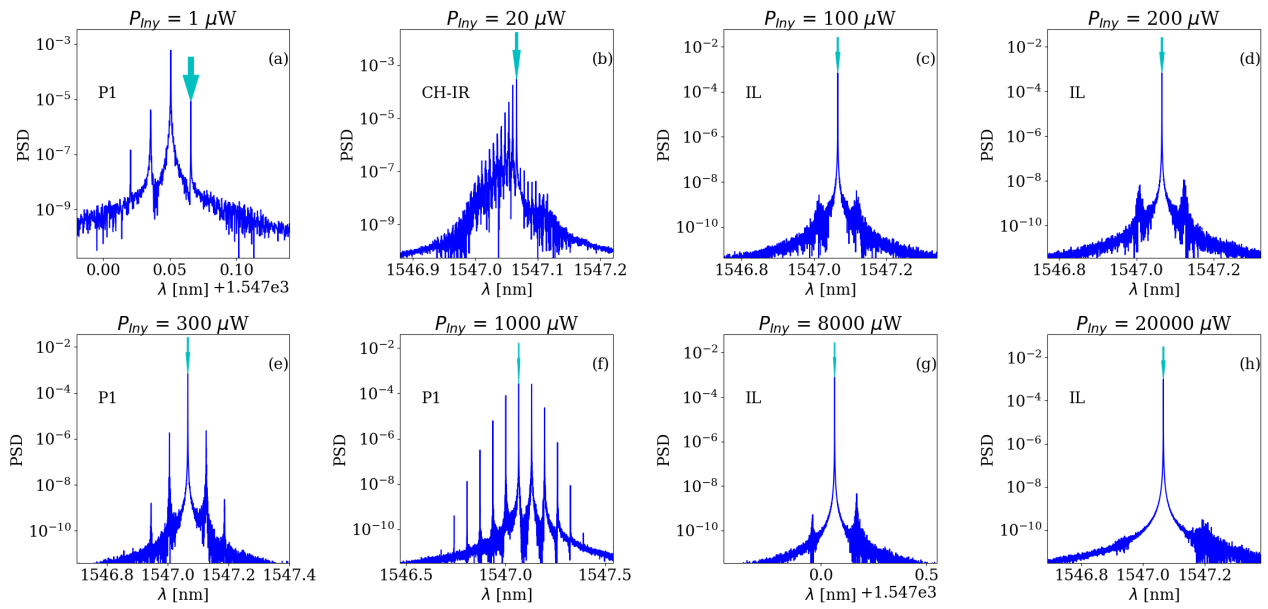 P_Iny = 1 μW
(a)
P1
10⁻³
10⁻⁵
10⁻⁷
10⁻⁹
PSD
0.00 0.05 0.10
λ [nm] +1.547e3
P_Iny = 20 μW
(b)
CH-IR
10⁻³
10⁻⁵
10⁻⁷
10⁻⁹
PSD
1546.9 1547.0 1547.1 1547.2
λ [nm]
P_Iny = 100 μW
(c)
IL
10⁻²
10⁻⁴
10⁻⁶
10⁻⁸
10⁻¹⁰
PSD
1546.8 1547.0 1547.2
λ [nm]
P_Iny = 200 μW
(d)
IL
10⁻²
10⁻⁴
10⁻⁶
10⁻⁸
10⁻¹⁰
PSD
1546.8 1547.0 1547.2
λ [nm]
P_Iny = 300 μW
(e)
P1
10⁻²
10⁻⁴
10⁻⁶
10⁻⁸
10⁻¹⁰
PSD
1546.8 1547.0 1547.2 1547.4
λ [nm]
P_Iny = 1000 μW
(f)
P1
10⁻²
10⁻⁴
10⁻⁶
10⁻⁸
10⁻¹⁰
PSD
1546.5 1547.0 1547.5
λ [nm]
P_Iny = 8000 μW
(g)
IL
10⁻²
10⁻⁴
10⁻⁶
10⁻⁸
10⁻¹⁰
PSD
0.0 0.5
λ [nm] +1.547e3
P_Iny = 20000 μW
(h)
IL
10⁻²
10⁻⁴
10⁻⁶
10⁻⁸
10⁻¹⁰
PSD
1546.8 1547.0 1547.2
λ [nm]